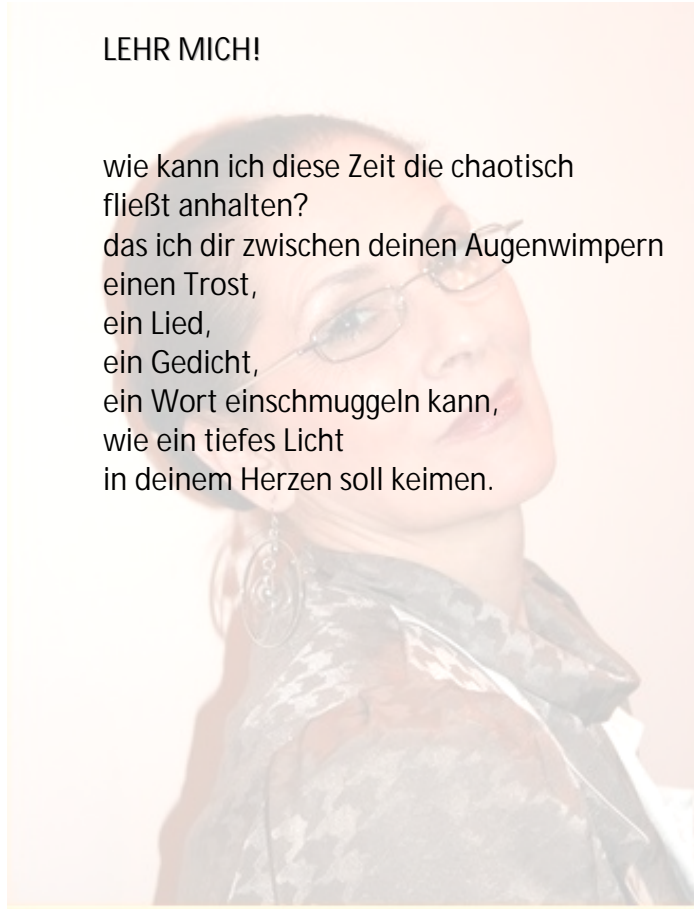 LEHR MICH!
wie kann ich diese Zeit die chaotisch
fließt anhalten?
das ich dir zwischen deinen Augenwimpern
einen Trost,
ein Lied,
ein Gedicht,
ein Wort einschmuggeln kann,
wie ein tiefes Licht
in deinem Herzen soll keimen.